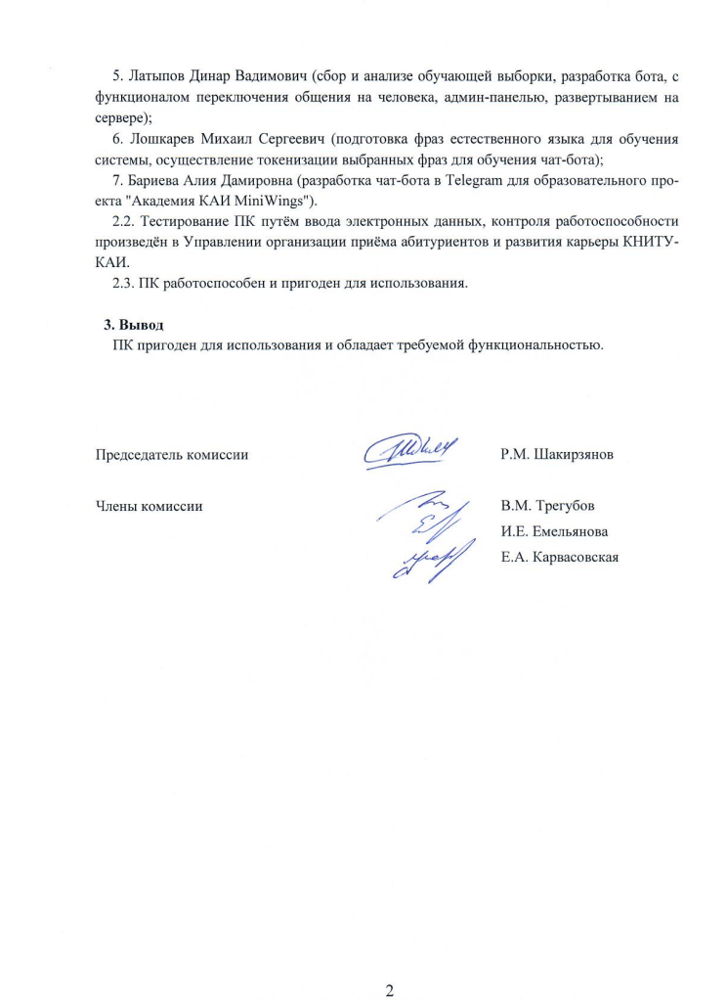 5. Латыпов Динар Вадимович (сбор и анализе обучающей выборки, разработка бота, с
функционалом переключения общения на человека, админ-панелью, развертыванием на
сервере);
6. Лошкарев Михаил Сергеевич (подготовка фраз естественного языка для обучения
системы, осуществление токенизации выбранных фраз для обучения чат-бота);
7. Бариева Алия Дамировна (разработка чат-бота в Telegram для образовательного про-
екта "Академия КАИ MiniWings").
2.2. Тестирование ПК путём ввода электронных данных, контроля работоспособности
произведён в Управлении организации приёма абитуриентов и развития карьеры КНИТУ-
КАИ.
2.3. ПК работоспособен и пригоден для использования.
3. Вывод
ПК пригоден для использования и обладает требуемой функциональностью.
Председатель комиссии Р.М. Шакирзянов
Члены комиссии В.М. Трегубов
И.Е. Емельянова
Е.А. Карвасовская
2